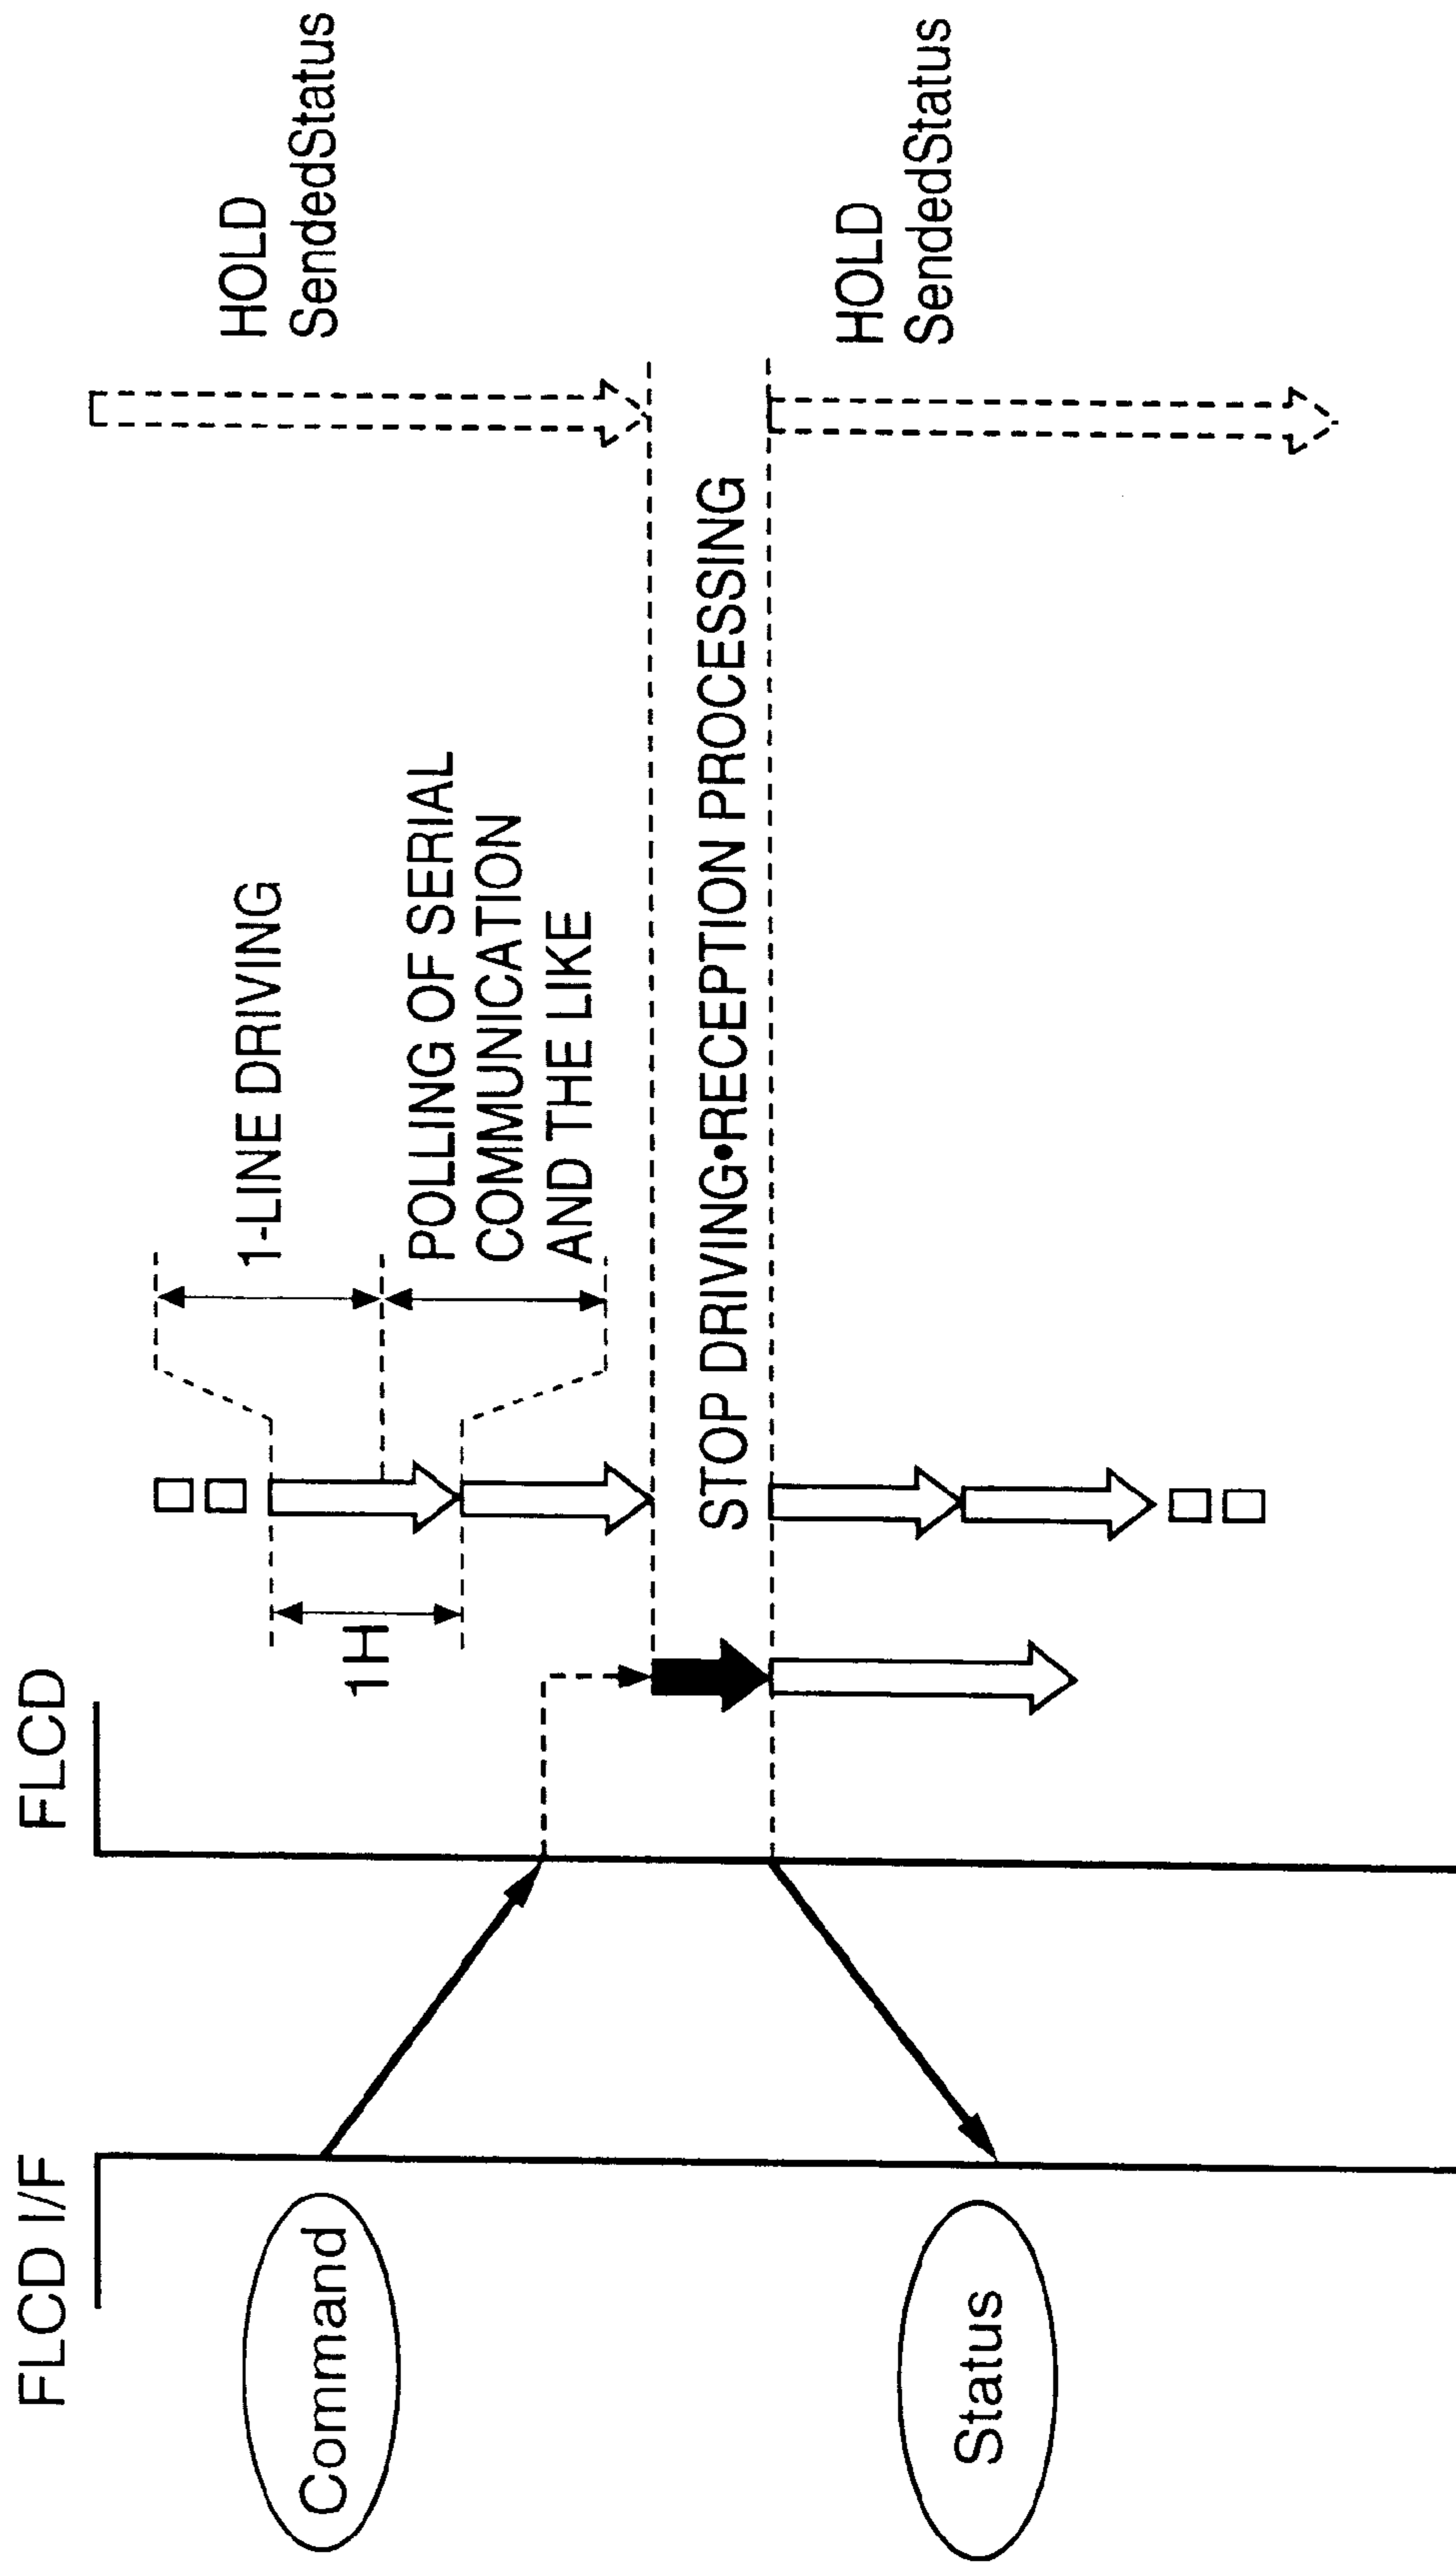 FLCD I/F
FLCD
Command
Status
1H
1-LINE DRIVING
POLLING OF SERIAL
COMMUNICATION
AND THE LIKE
STOP DRIVING•RECEPTION PROCESSING
HOLD
SendedStatus
HOLD
SendedStatus